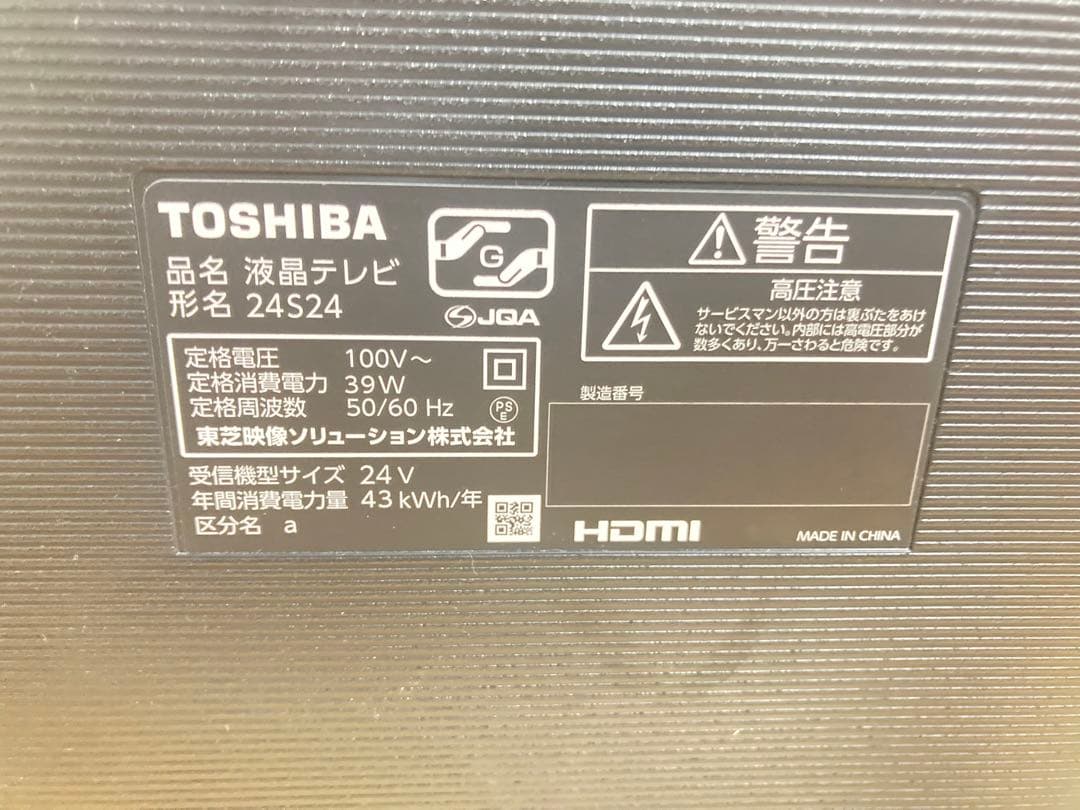 TOSHIBA
品名 液晶テレビ
形名 24S24
G
JQA
定格電圧 100V～
定格消費電力 39W
定格周波数 50/60 Hz
PS
E
東芝映像ソリューション株式会社
受信機型サイズ 24V
年間消費電力量 43kWh/年
区分名 a
警告
高圧注意
サービスマン以外の方は裏ぶたをあけ
ないでください。内部には高電圧部分が
数多くあり、万一さわると危険です。
製造番号
HDMI
MADE IN CHINA